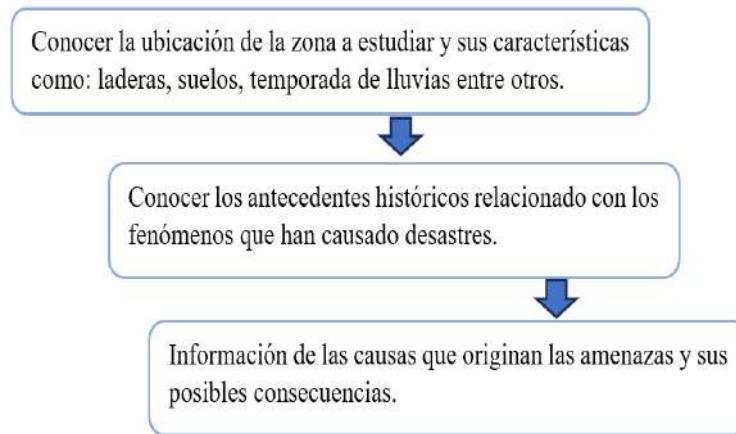 Conocer la ubicación de la zona a estudiar y sus características
como: laderas, suelos, temporada de lluvias entre otros.
Conocer los antecedentes históricos relacionado con los
fenómenos que han causado desastres.
Información de las causas que originan las amenazas y sus
posibles consecuencias.